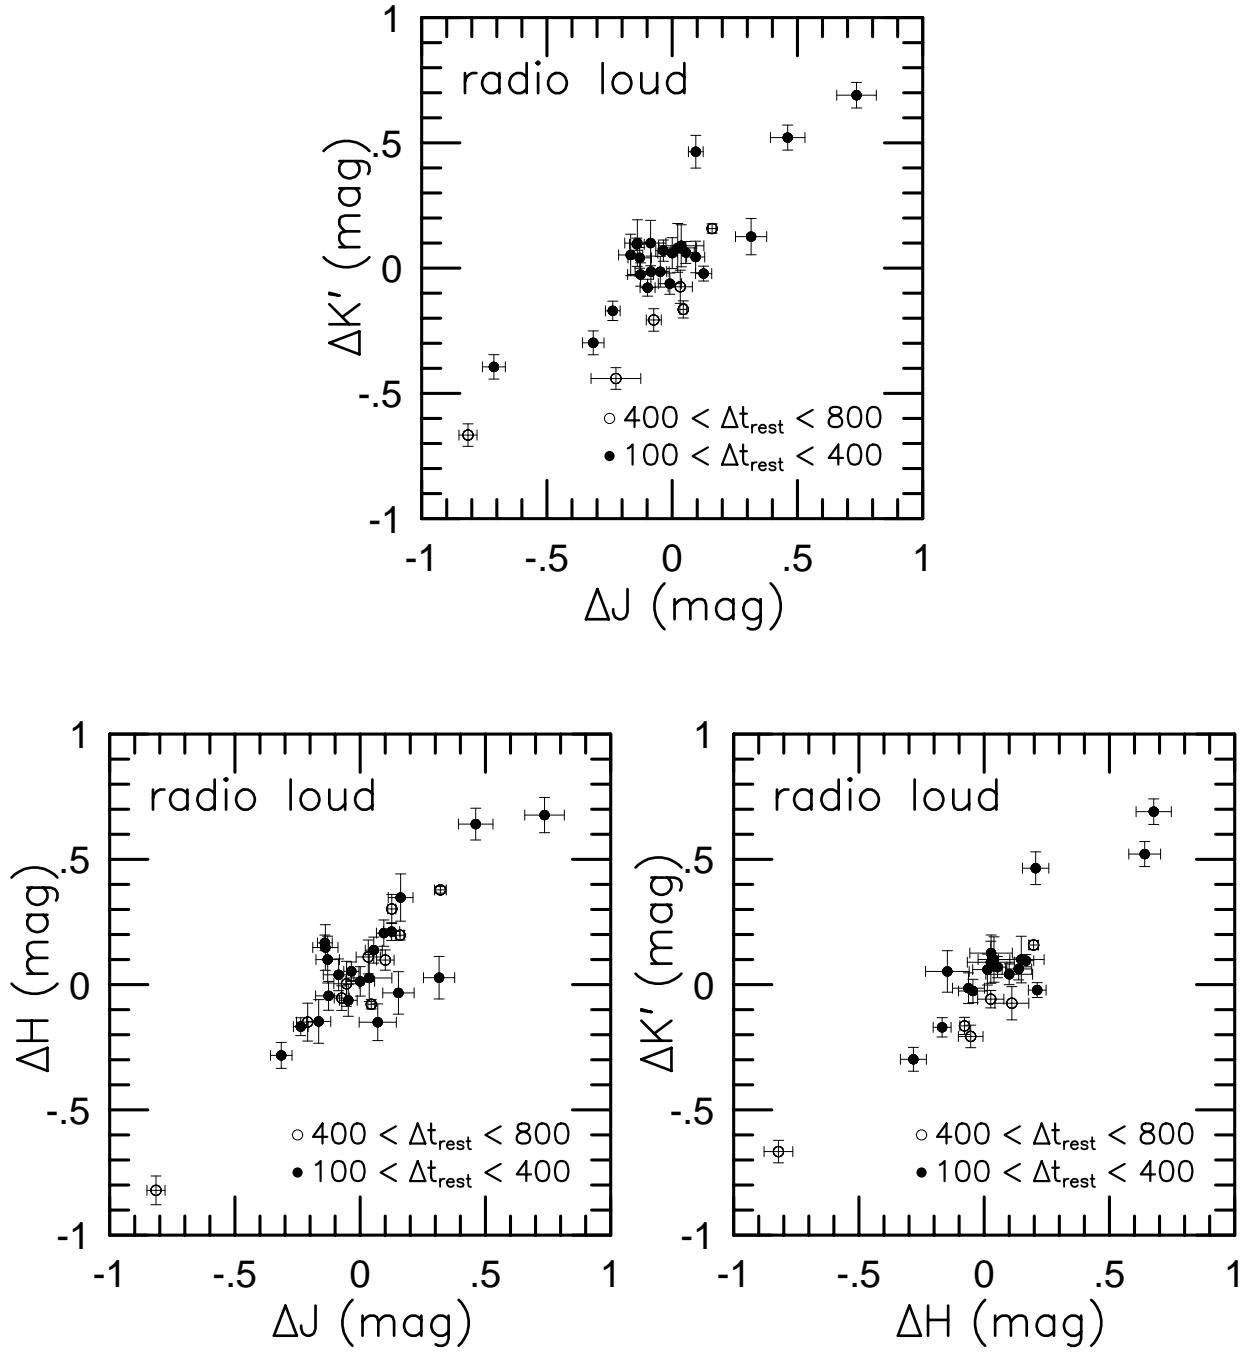 1
radio loud
.5
ΔK' (mag)
0
-.5
○ 400 < Δt_rest < 800
● 100 < Δt_rest < 400
-1
-1 -.5 0 .5 1
ΔJ (mag)
1
radio loud
.5
ΔH (mag)
0
-.5
○ 400 < Δt_rest < 800
● 100 < Δt_rest < 400
-1
-1 -.5 0 .5 1
ΔJ (mag)
1
radio loud
.5
ΔK' (mag)
0
-.5
○ 400 < Δt_rest < 800
● 100 < Δt_rest < 400
-1
-1 -.5 0 .5 1
ΔH (mag)